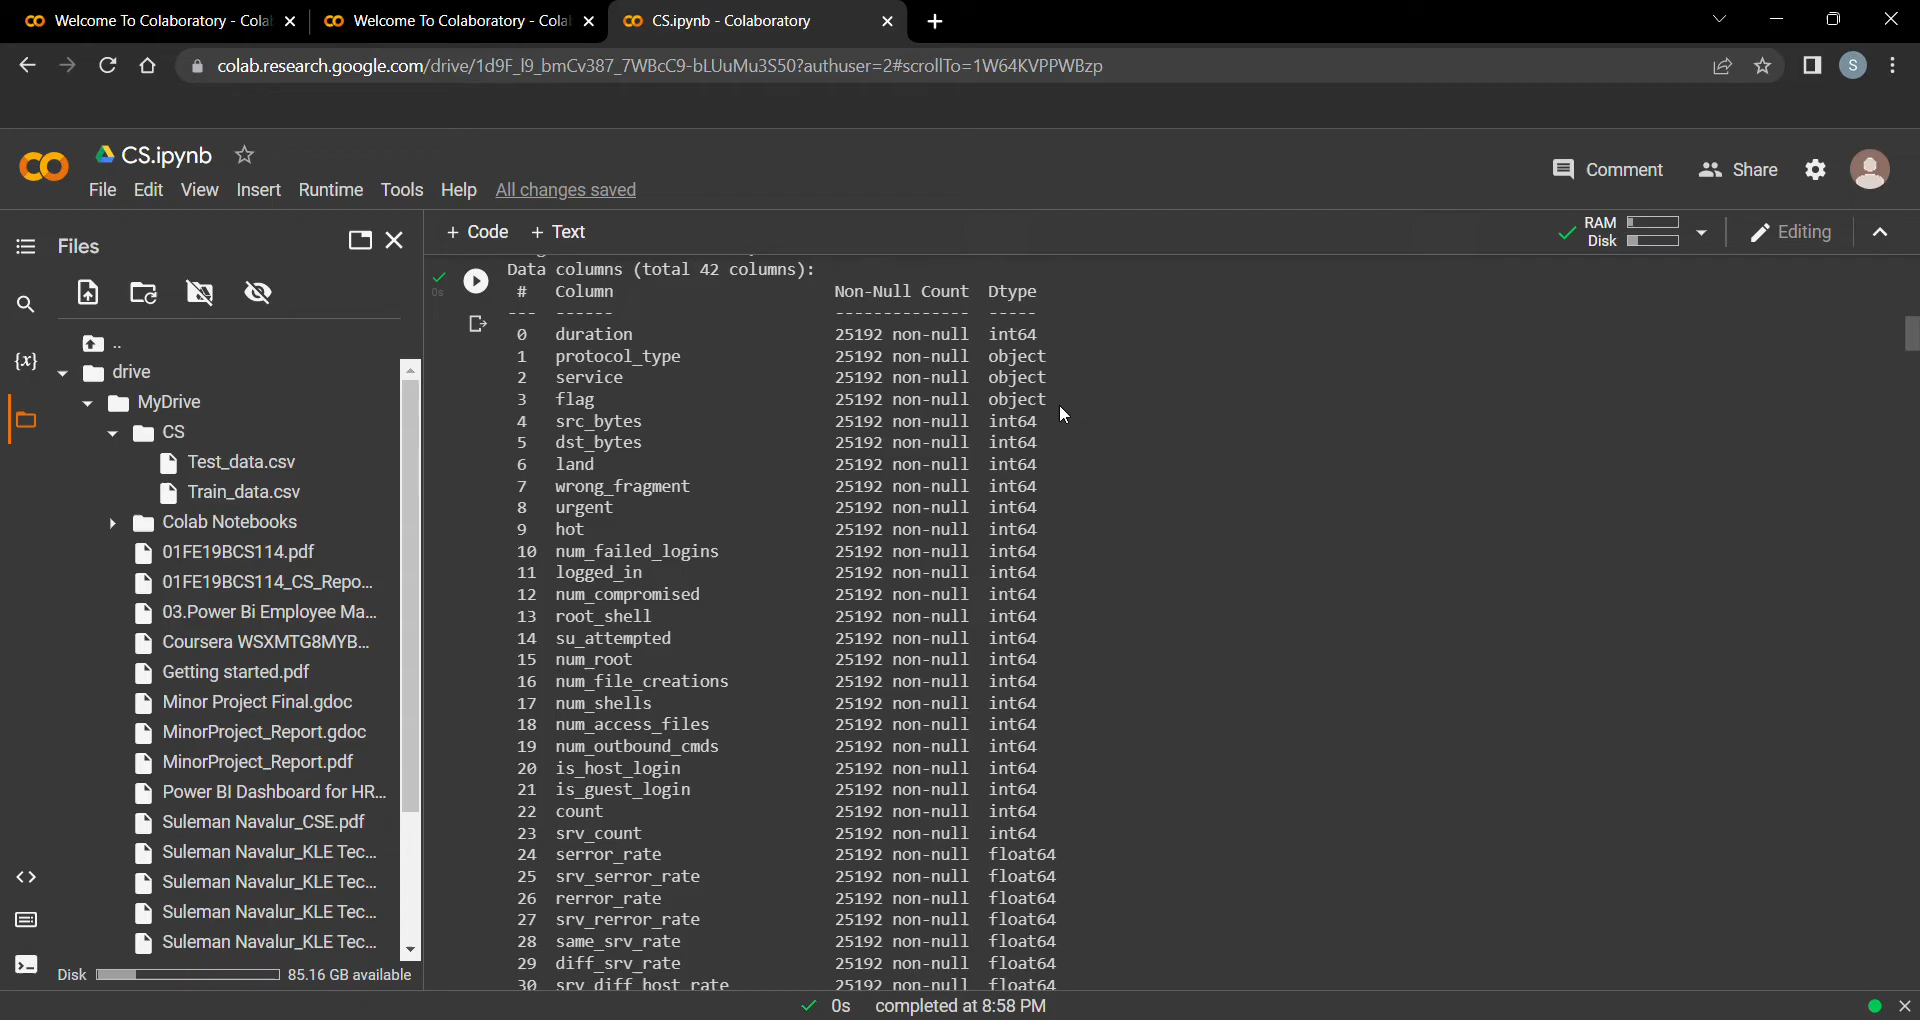 Welcome To Colaboratory - Cola
Welcome To Colaboratory - Cola
CS.ipynb - Colaboratory
colab.research.google.com/drive/1d9F_l9_bmCv387_7WBcC9-bLUuMu3S50?authuser=2#scrollTo=1W64KVPPWBzp
S
CS.ipynb
Comment
Share
File Edit View Insert Runtime Tools Help All changes saved
Files
+ Code + Text
RAM
Disk
Editing
{x}
..
drive
MyDrive
CS
Test_data.csv
Train_data.csv
Colab Notebooks
01FE19BCS114.pdf
01FE19BCS114_CS_Repo...
03.Power Bi Employee Ma...
Coursera WSXMTG8MYB...
Getting started.pdf
Minor Project Final.gdoc
MinorProject_Report.gdoc
MinorProject_Report.pdf
Power BI Dashboard for HR...
Suleman Navalur_CSE.pdf
Suleman Navalur_KLE Tec...
Suleman Navalur_KLE Tec...
Suleman Navalur_KLE Tec...
Suleman Navalur_KLE Tec...
Disk 85.16 GB available
0s
Data columns (total 42 columns):
# Column Non-Null Count Dtype
--- ------ -------------- -----
0 duration 25192 non-null int64
1 protocol_type 25192 non-null object
2 service 25192 non-null object
3 flag 25192 non-null object
4 src_bytes 25192 non-null int64
5 dst_bytes 25192 non-null int64
6 land 25192 non-null int64
7 wrong_fragment 25192 non-null int64
8 urgent 25192 non-null int64
9 hot 25192 non-null int64
10 num_failed_logins 25192 non-null int64
11 logged_in 25192 non-null int64
12 num_compromised 25192 non-null int64
13 root_shell 25192 non-null int64
14 su_attempted 25192 non-null int64
15 num_root 25192 non-null int64
16 num_file_creations 25192 non-null int64
17 num_shells 25192 non-null int64
18 num_access_files 25192 non-null int64
19 num_outbound_cmds 25192 non-null int64
20 is_host_login 25192 non-null int64
21 is_guest_login 25192 non-null int64
22 count 25192 non-null int64
23 srv_count 25192 non-null int64
24 serror_rate 25192 non-null float64
25 srv_serror_rate 25192 non-null float64
26 rerror_rate 25192 non-null float64
27 srv_rerror_rate 25192 non-null float64
28 same_srv_rate 25192 non-null float64
29 diff_srv_rate 25192 non-null float64
30 srv_diff_host_rate 25192 non-null float64
0s completed at 8:58 PM